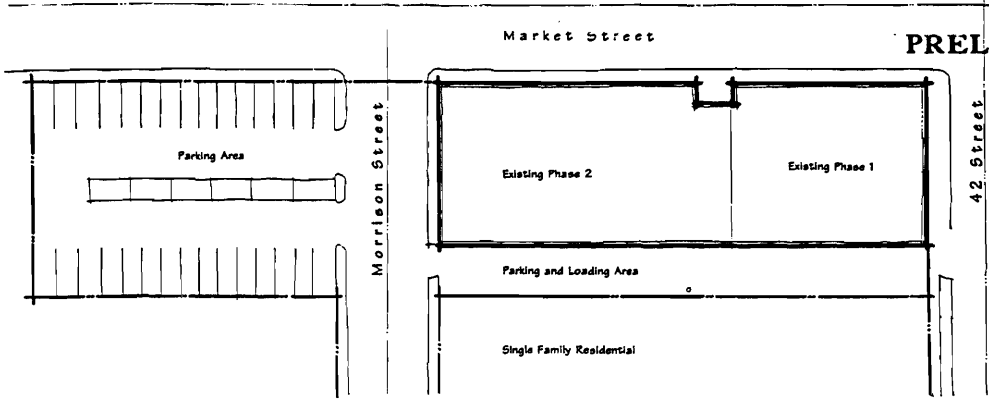 Market Street
PREL
Parking Area
Morrison Street
Existing Phase 2
Existing Phase 1
42 Street
Parking and Loading Area
Single Family Residential